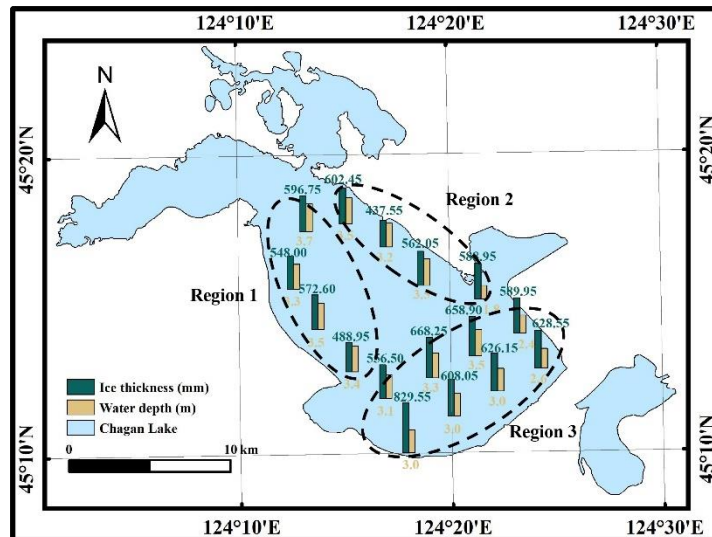 124°10'E 124°20'E 124°30'E
N
45°20'N
45°20'N
602.45
596.75
Region 2
437.55
3.7
3.2
562.05
548.00
572.60
Region 1
3.3
589.95
658.90
628.55
3.5
488.95
668.25
2.4
626.15
3.5
556.50
608.05
3.4
3.3
Ice thickness (mm)
829.55
3.1
3.0
Water depth (m)
3.0
Region 3
Chagan Lake
0 10 km
3.0
45°10'N
45°10'N
124°10'E 124°20'E 124°30'E